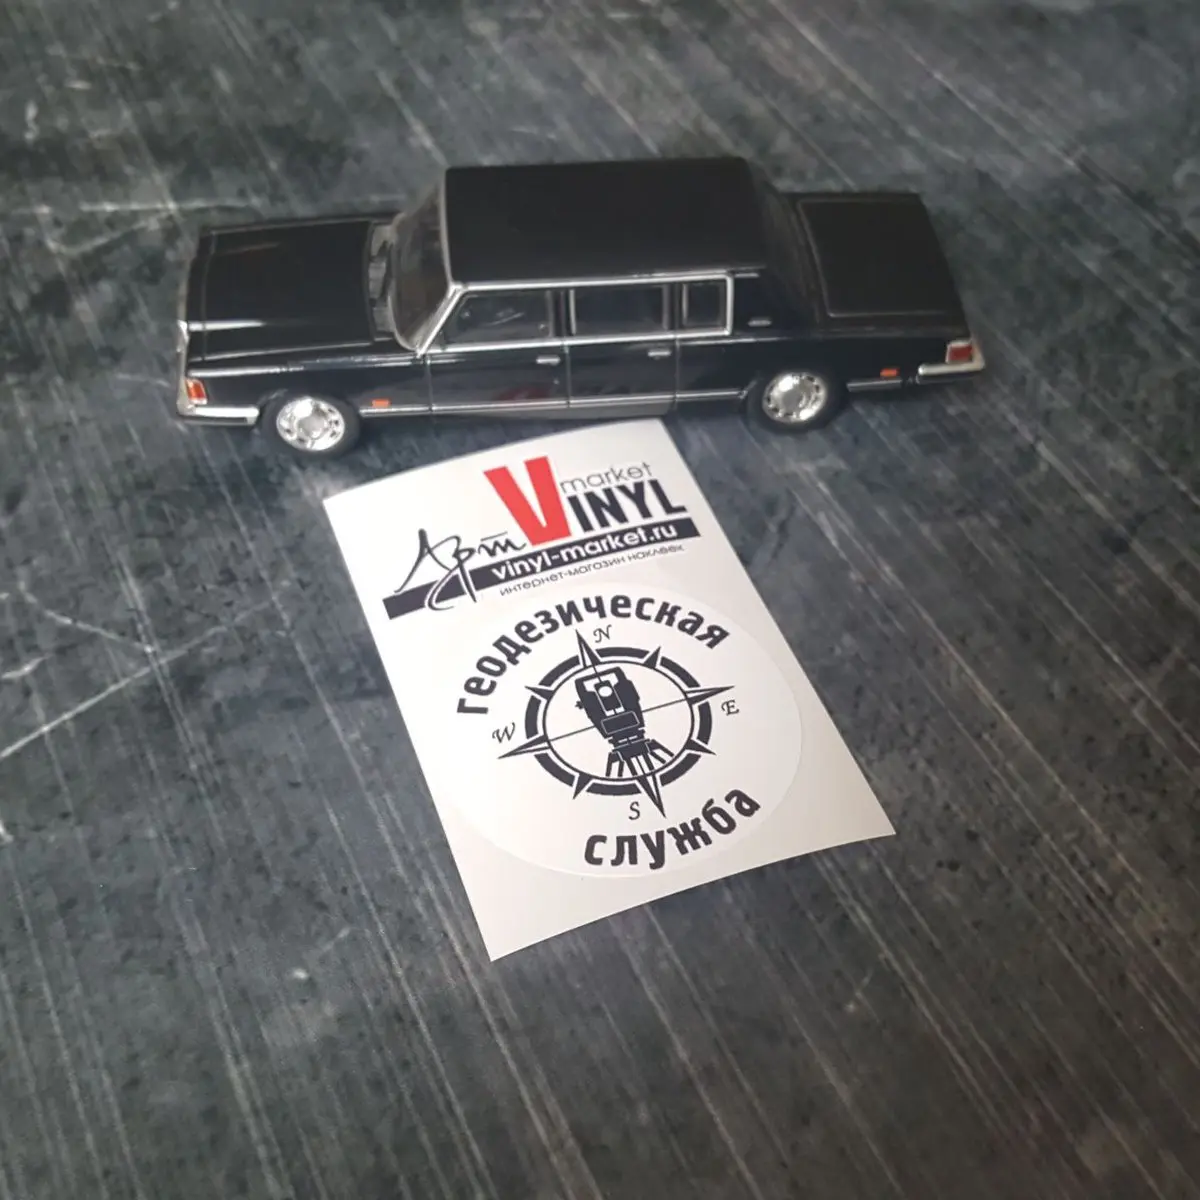 market
Арт VINYL
vinyl-market.ru
интернет-магазин наклеек
геодезическая
N
W
E
S
служба